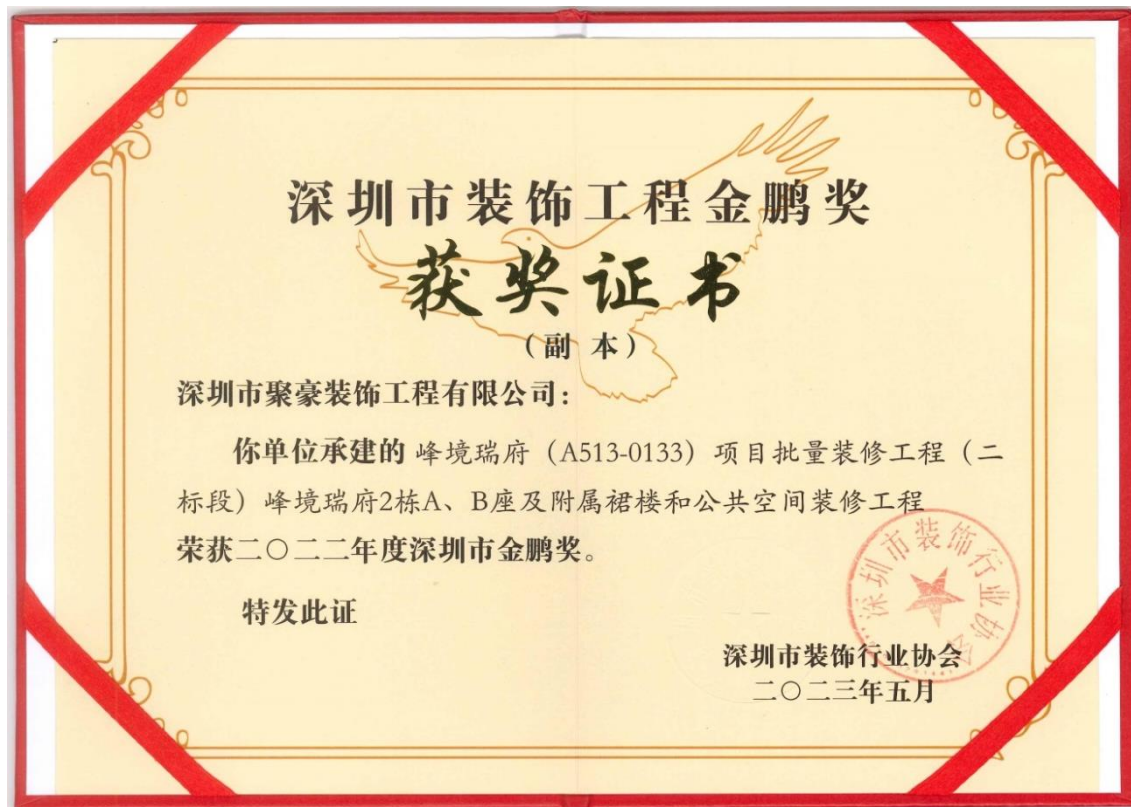 深圳市装饰工程金鹏奖
获奖证书
（副 本）
深圳市聚豪装饰工程有限公司：
你单位承建的 峰境瑞府（A513-0133）项目批量装修工程（二
标段）峰境瑞府2栋A、B座及附属裙楼和公共空间装修工程
荣获二〇二二年度深圳市金鹏奖。
特发此证
深圳市装饰行业协会
深圳市装饰行业协会
二〇二三年五月